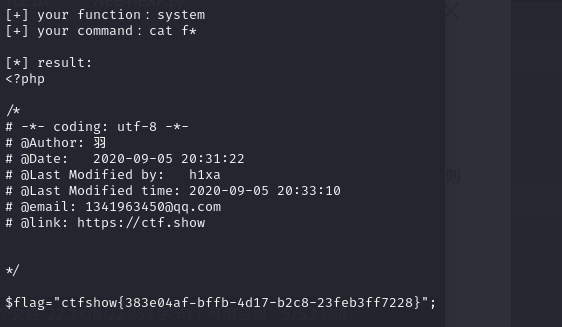 [+] your function: system
[+] your command: cat f*
[*] result:
<?php
/*
# -*- coding: utf-8 -*-
# @Author: 羽
# @Date:   2020-09-05 20:31:22
# @Last Modified by:   h1xa
# @Last Modified time: 2020-09-05 20:33:10
# @email: 1341963450@qq.com
# @link: https://ctf.show
*/
$flag="ctfshow{383e04af-bffb-4d17-b2c8-23feb3ff7228}";